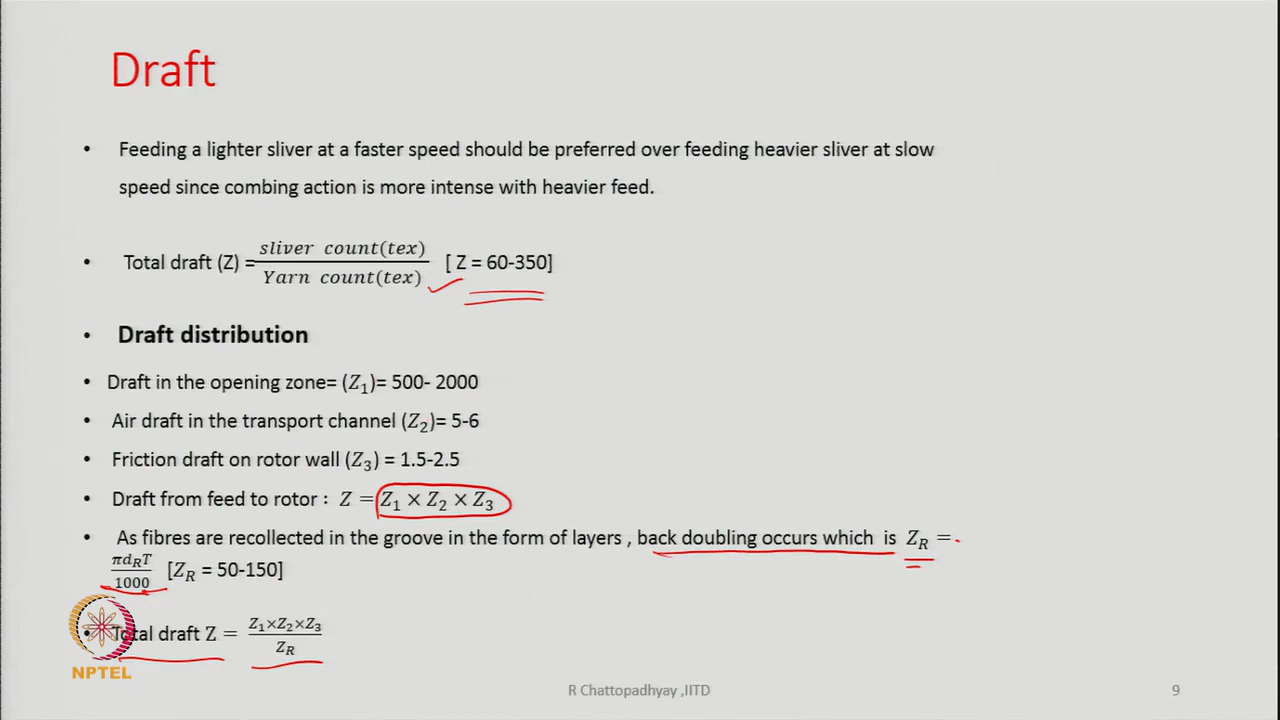 Draft
• Feeding a lighter sliver at a faster speed should be preferred over feeding heavier sliver at slow
speed since combing action is more intense with heavier feed.
• Total draft (Z) = sliver count(tex) / Yarn count(tex) [ Z = 60-350]
• Draft distribution
• Draft in the opening zone= (Z₁)= 500- 2000
• Air draft in the transport channel (Z₂)= 5-6
• Friction draft on rotor wall (Z₃) = 1.5-2.5
• Draft from feed to rotor : Z = Z₁ × Z₂ × Z₃
• As fibres are recollected in the groove in the form of layers , back doubling occurs which is Z_R =
πd_RT / 1000 [Z_R = 50-150]
• Total draft Z = Z₁×Z₂×Z₃ / Z_R
NPTEL
R Chattopadhyay ,IITD
9